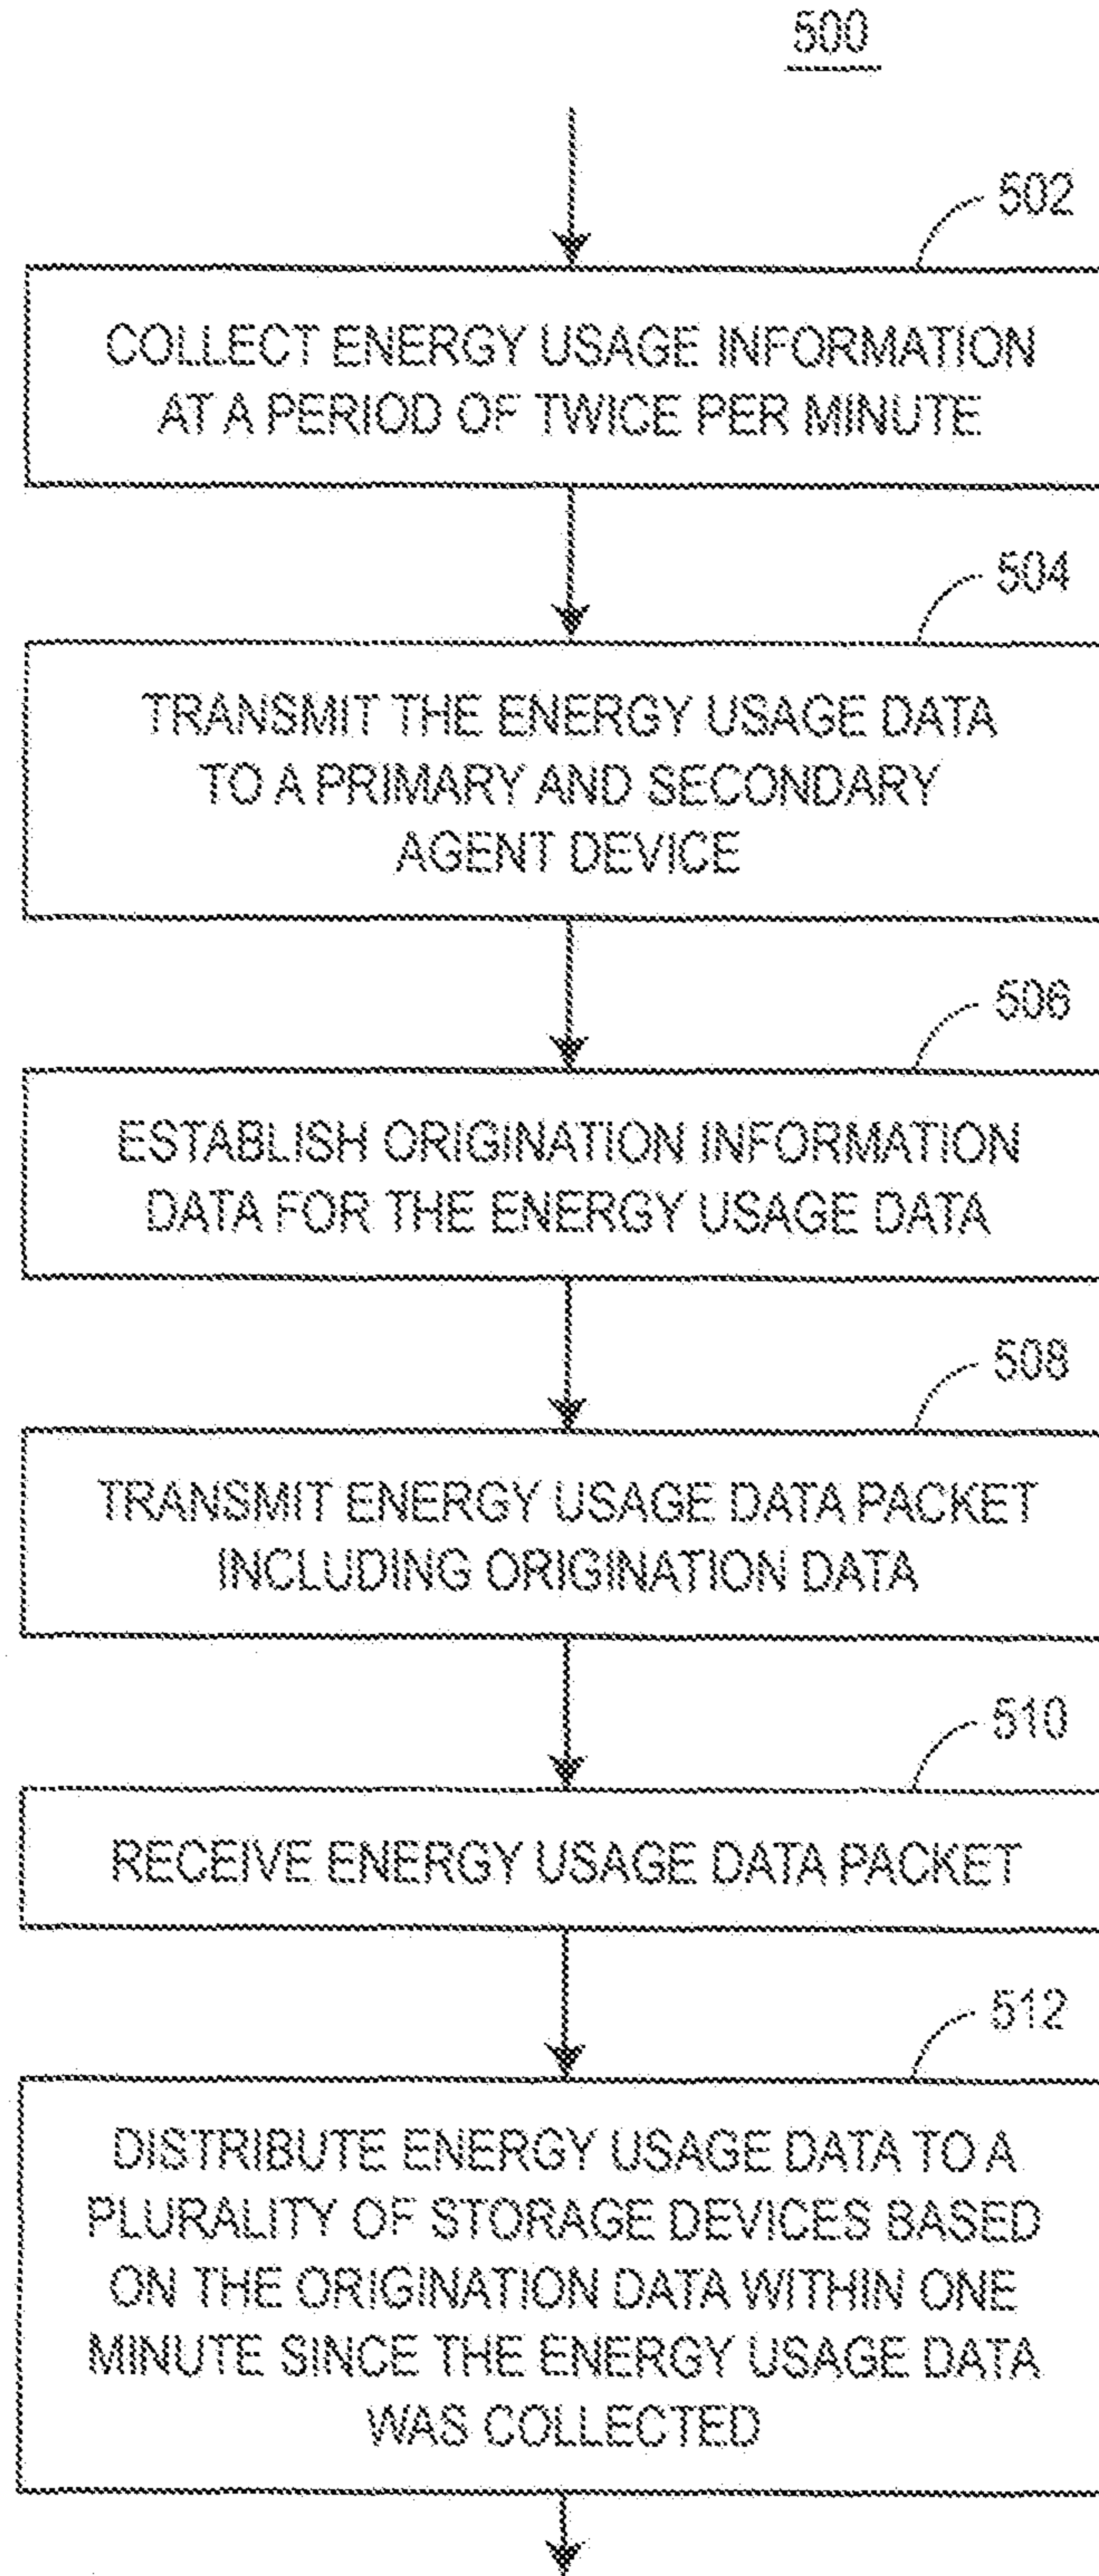 500
502
COLLECT ENERGY USAGE INFORMATION
AT A PERIOD OF TWICE PER MINUTE
504
TRANSMIT THE ENERGY USAGE DATA
TO A PRIMARY AND SECONDARY
AGENT DEVICE
506
ESTABLISH ORIGINATION INFORMATION
DATA FOR THE ENERGY USAGE DATA
508
TRANSMIT ENERGY USAGE DATA PACKET
INCLUDING ORIGINATION DATA
510
RECEIVE ENERGY USAGE DATA PACKET
512
DISTRIBUTE ENERGY USAGE DATA TO A
PLURALITY OF STORAGE DEVICES BASED
ON THE ORIGINATION DATA WITHIN ONE
MINUTE SINCE THE ENERGY USAGE DATA
WAS COLLECTED